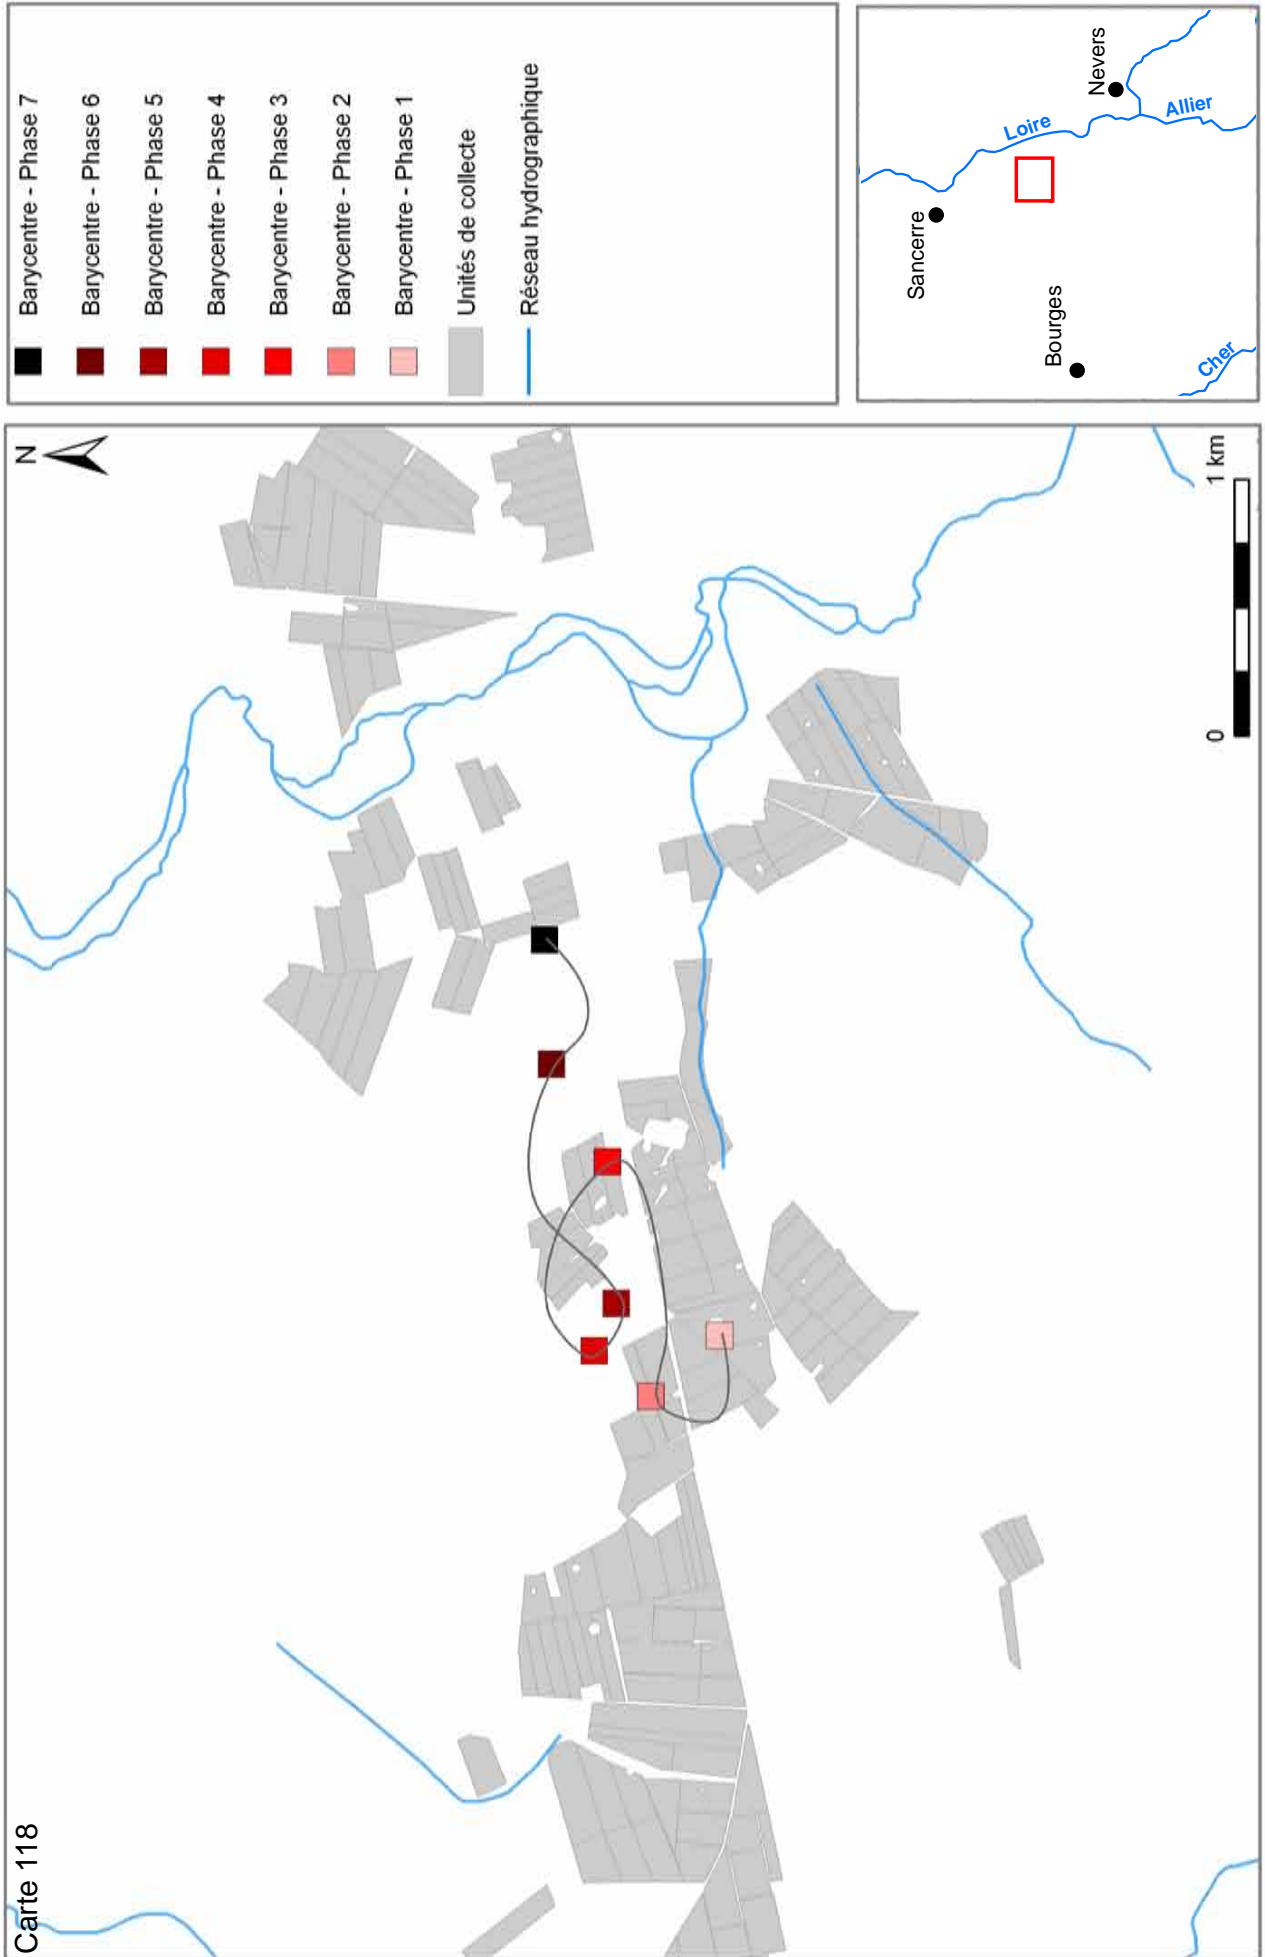 Carte 118
N
0
1 km
Barycentre - Phase 7
Barycentre - Phase 6
Barycentre - Phase 5
Barycentre - Phase 4
Barycentre - Phase 3
Barycentre - Phase 2
Barycentre - Phase 1
Unités de collecte
Réseau hydrographique
Sancerre
Loire
Nevers
Allier
Bourges
Cher